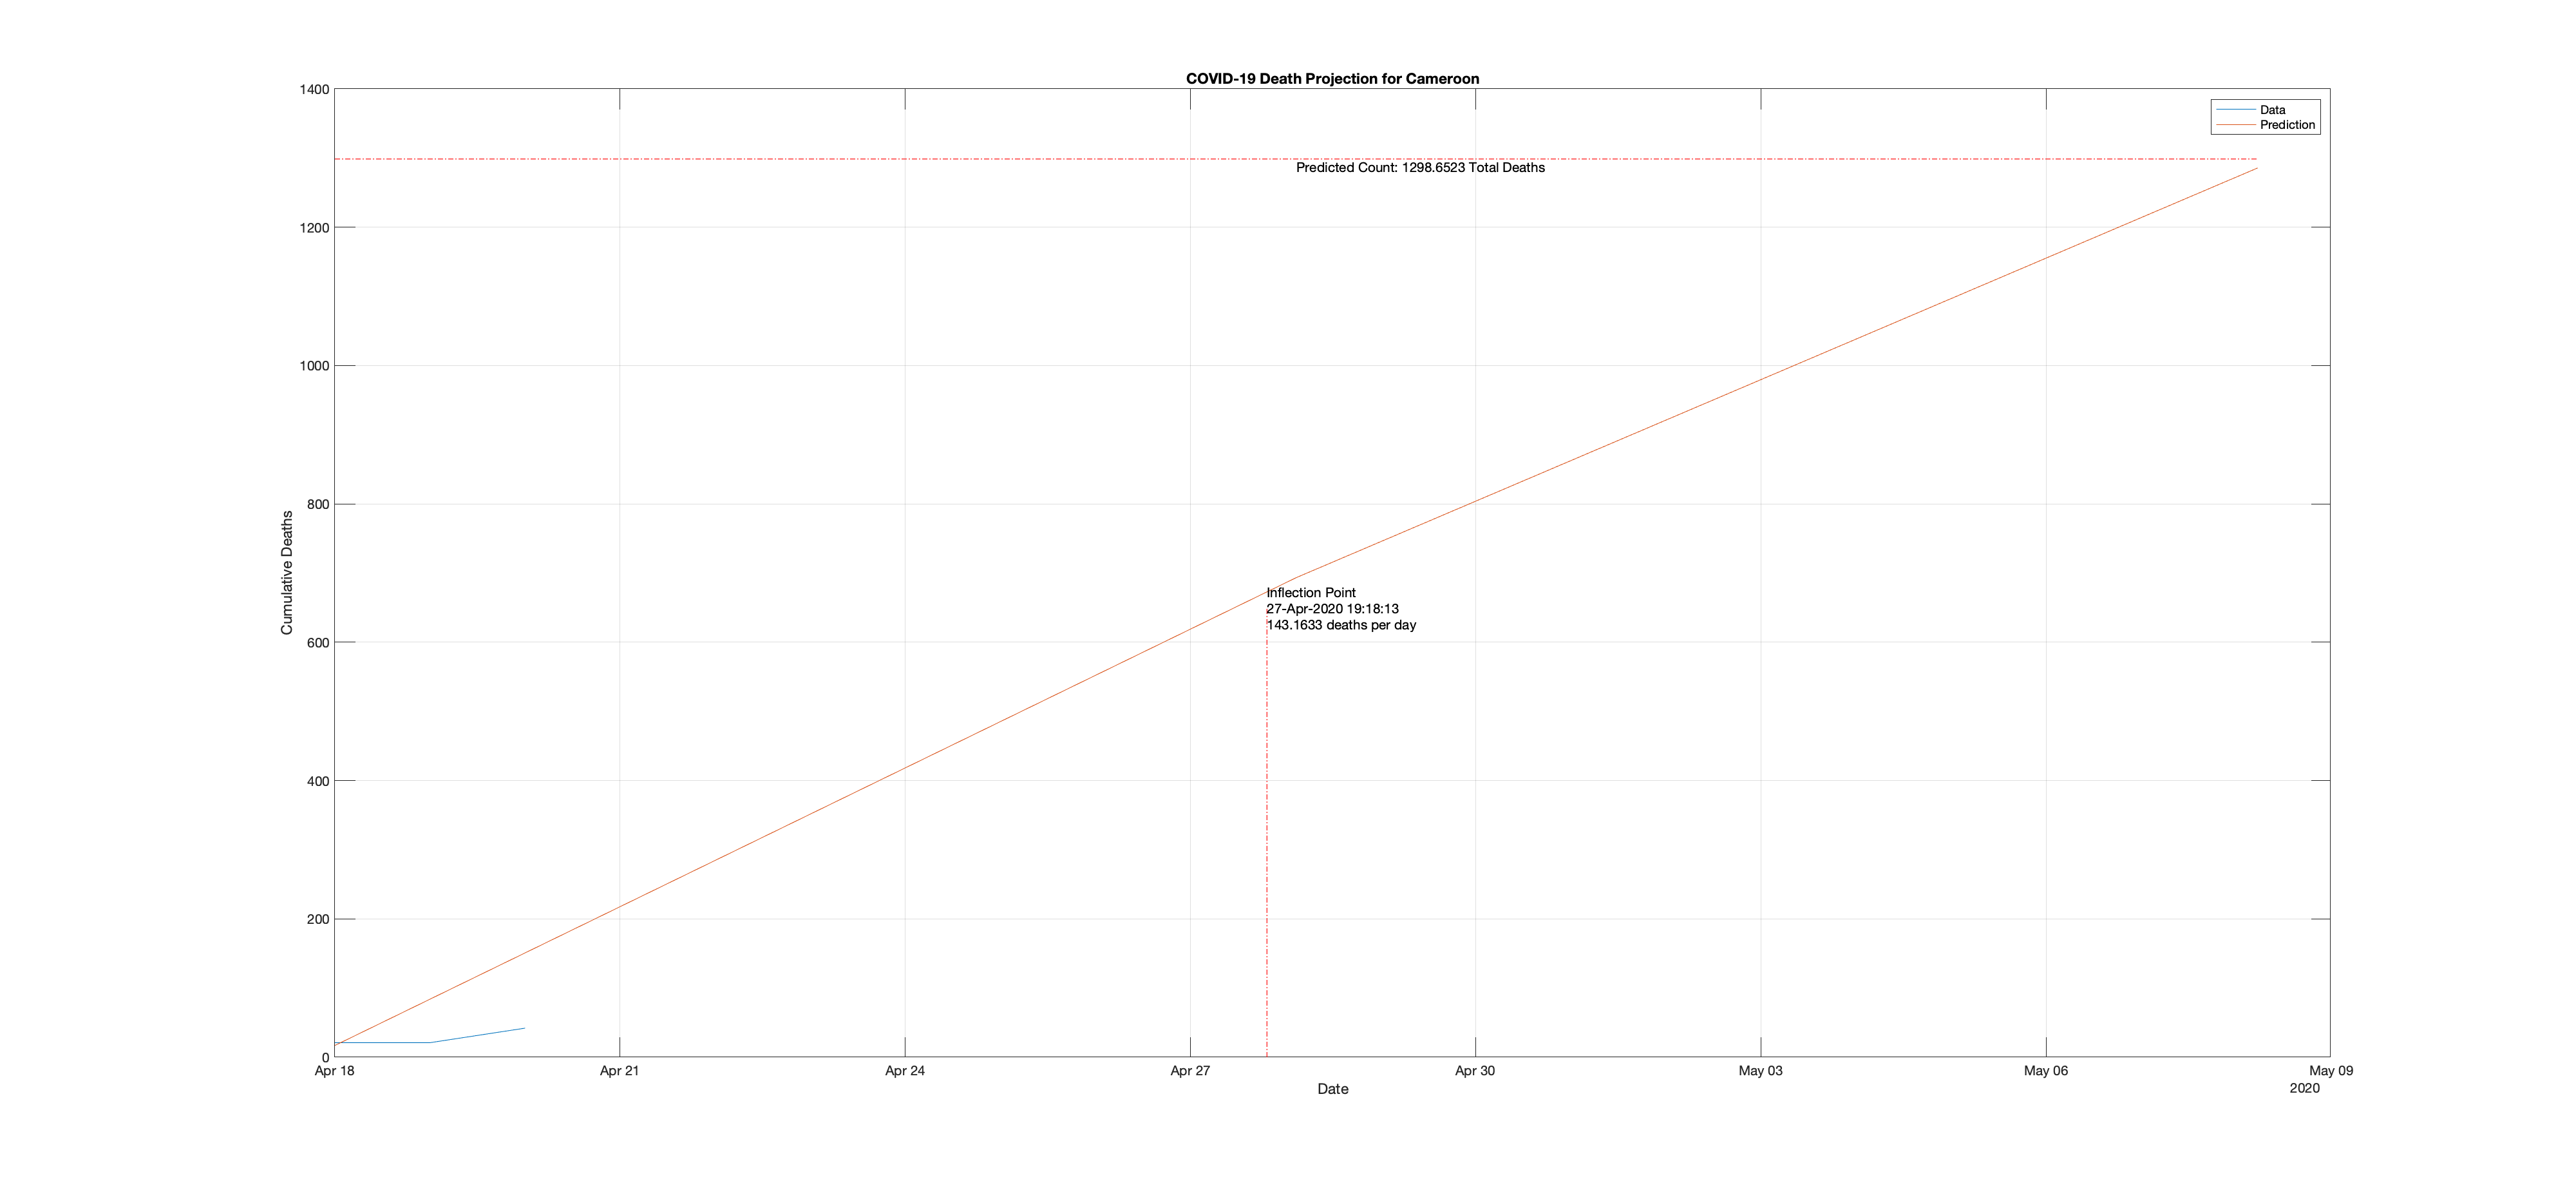 COVID-19 Death Projection for Cameroon
1400
1200
1000
800
600
400
200
0
Cumulative Deaths
Data
Prediction
Predicted Count: 1298.6523 Total Deaths
Inflection Point
27-Apr-2020 19:18:13
143.1633 deaths per day
Apr 18
Apr 21
Apr 24
Apr 27
Apr 30
May 03
May 06
May 09
2020
Date